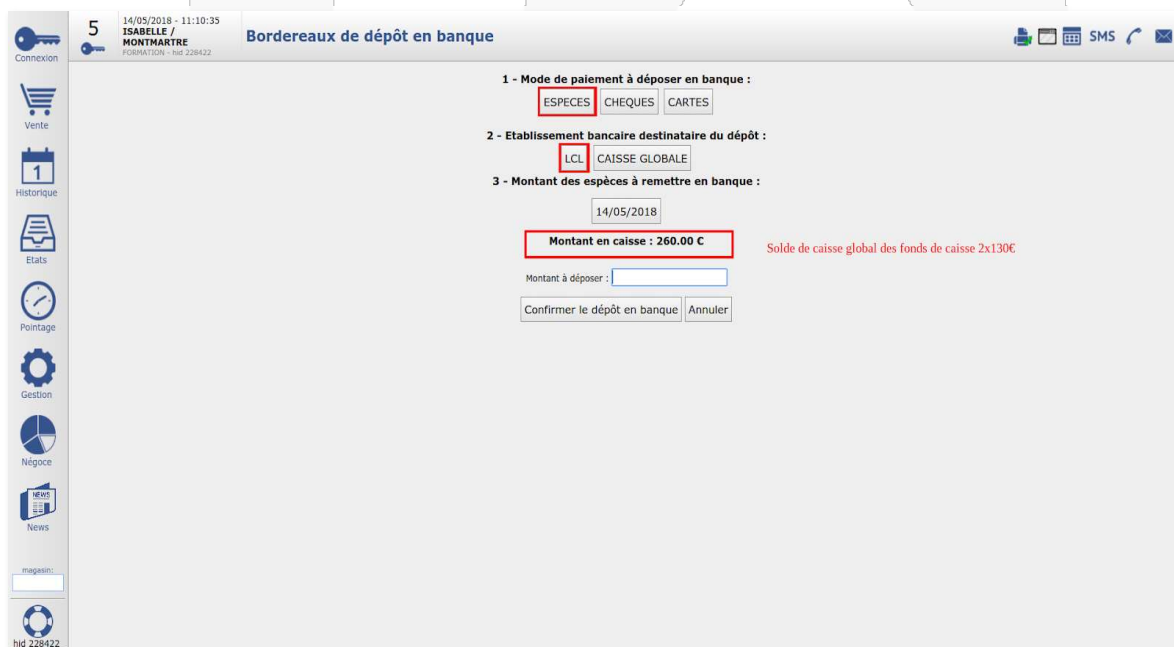 5
14/05/2018 - 11:10:35
ISABELLE /
MONTMARTRE
FORMATION - hid 228422
Bordereaux de dépôt en banque
SMS
Connexion
Vente
1
Historique
Etats
Pointage
Gestion
Négoce
NEWS
News
magasin:
hid 228422
1 - Mode de paiement à déposer en banque :
ESPECES CHEQUES CARTES
2 - Etablissement bancaire destinataire du dépôt :
LCL CAISSE GLOBALE
3 - Montant des espèces à remettre en banque :
14/05/2018
Montant en caisse : 260.00 €
Solde de caisse global des fonds de caisse 2x130€
Montant à déposer :
Confirmer le dépôt en banque Annuler